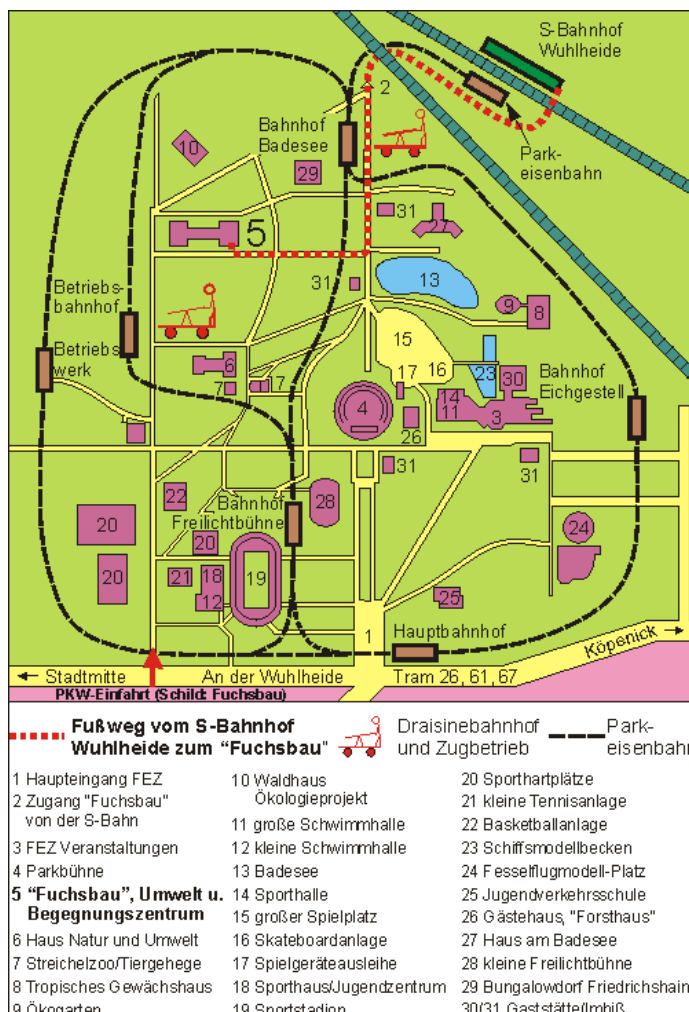 S-Bahnhof
Wuhlheide
2
Bahnhof
Badesee
10
29
Park-
eisenbahn
31
27
5
Betriebs-
bahnhof
31
13
9
8
Betriebs
werk
15
6
7
17
17
16
23
30
Bahnhof
Eichgestell
14
11
3
4
26
31
31
22
Bahnhof
Freilichtbühne
28
20
20
24
20
21
18
12
19
25
1
Hauptbahnhof
Köpenick →
← Stadtmitte
An der Wuhlheide
Tram 26, 61, 67
PKW-Einfahrt (Schild: Fuchsbau)
Fußweg vom S-Bahnhof
Wuhlheide zum "Fuchsbau"
Draisinebahnhof
und Zugbetrieb
Park-
eisenbahn
1 Haupteingang FEZ
2 Zugang "Fuchsbau"
von der S-Bahn
3 FEZ Veranstaltungen
4 Parkbühne
5 "Fuchsbau", Umwelt u.
Begegnungszentrum
6 Haus Natur und Umwelt
7 Streichelzoo/Tiergehege
8 Tropisches Gewächshaus
9 Ökogarten
10 Waldhaus
Ökologieprojekt
11 große Schwimmhalle
12 kleine Schwimmhalle
13 Badesee
14 Sporthalle
15 großer Spielplatz
16 Skateboardanlage
17 Spielgeräteausleihe
18 Sporthaus/Jugendzentrum
19 Sportstadion
20 Sporthartplätze
21 kleine Tennisanlage
22 Basketballanlage
23 Schiffsmodellbecken
24 Fesselflugmodell-Platz
25 Jugendverkehrsschule
26 Gästehaus, "Forsthaus"
27 Haus am Badesee
28 kleine Freilichtbühne
29 Bungalowdorf Friedrichshain
30/31 Gaststätte/Imbiß